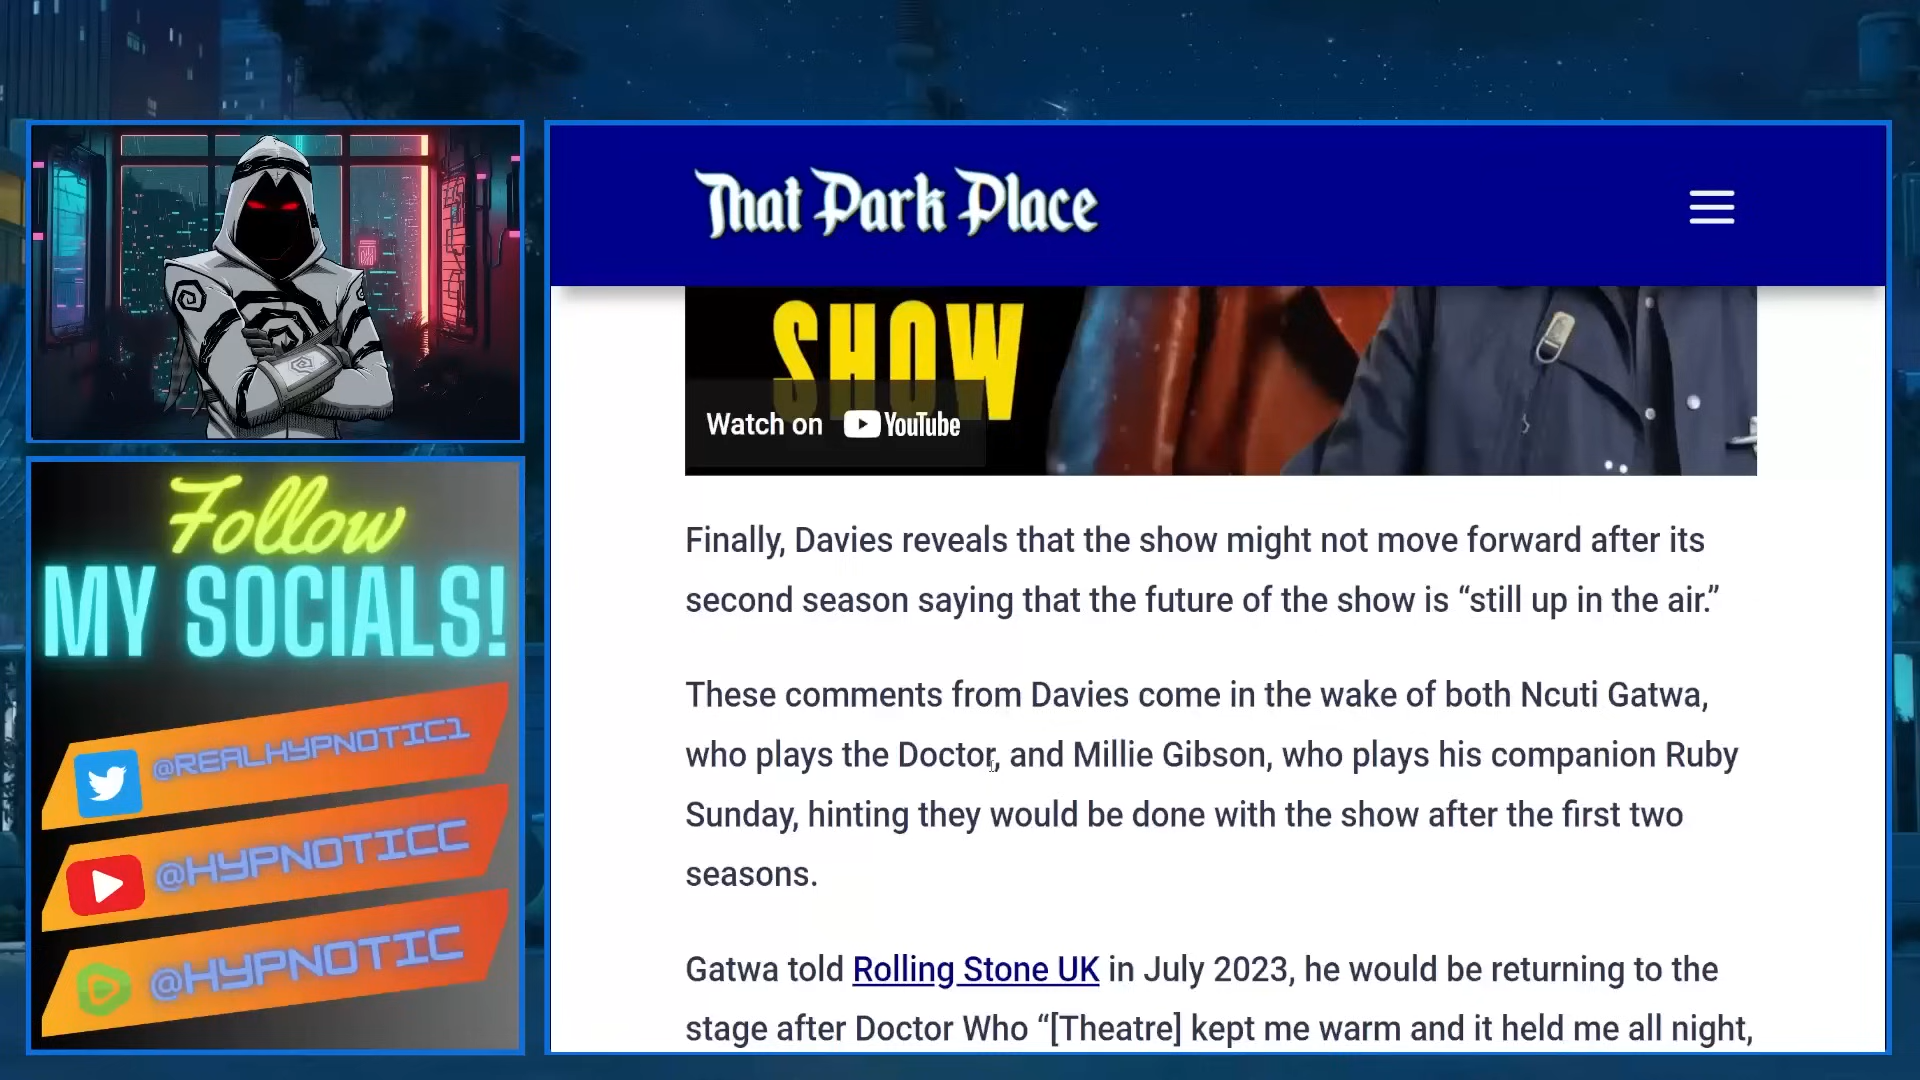 That Park Place
SHOW
Watch on YouTube
Finally, Davies reveals that the show might not move forward after its
second season saying that the future of the show is “still up in the air.”
These comments from Davies come in the wake of both Ncuti Gatwa,
who plays the Doctor, and Millie Gibson, who plays his companion Ruby
Sunday, hinting they would be done with the show after the first two
seasons.
Gatwa told Rolling Stone UK in July 2023, he would be returning to the
stage after Doctor Who “[Theatre] kept me warm and it held me all night,
Follow
MY SOCIALS!
@REALHYPNOTIC1
@HYPNOTICC
@HYPNOTIC